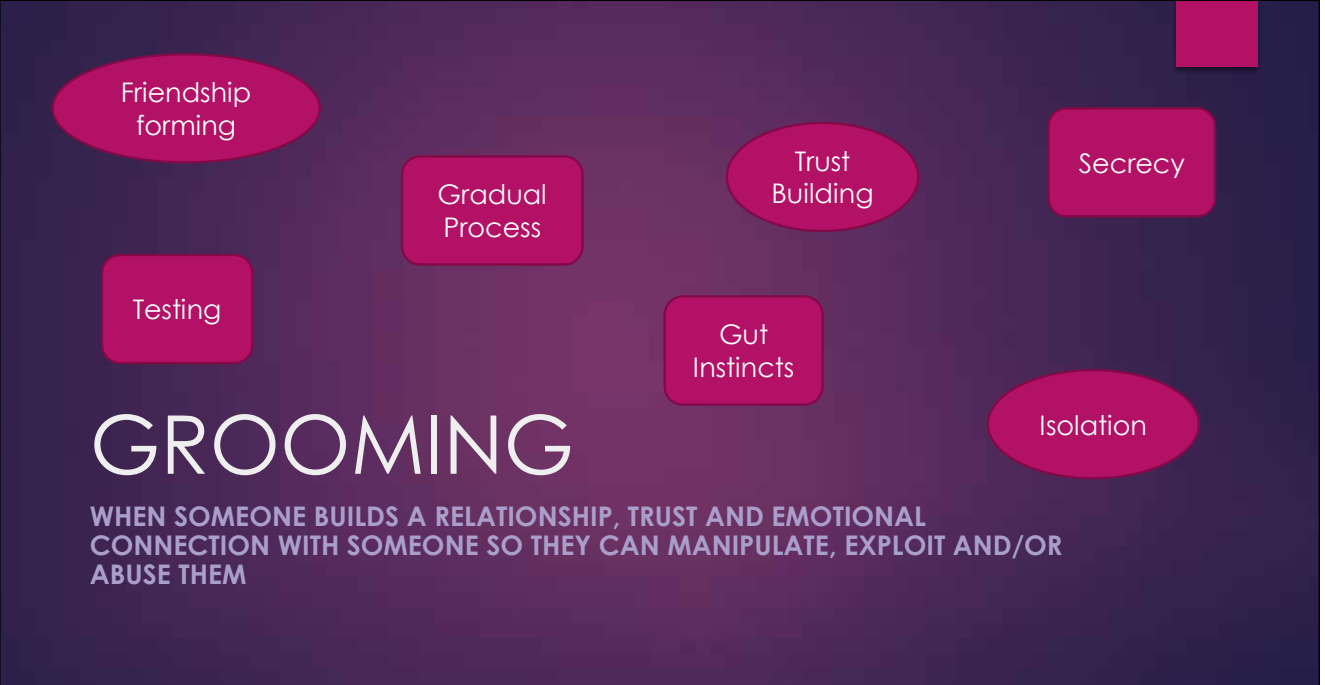 Friendship
forming
Gradual
Process
Trust
Building
Secrecy
Testing
Gut
Instincts
Isolation
GROOMING
WHEN SOMEONE BUILDS A RELATIONSHIP, TRUST AND EMOTIONAL
CONNECTION WITH SOMEONE SO THEY CAN MANIPULATE, EXPLOIT AND/OR
ABUSE THEM